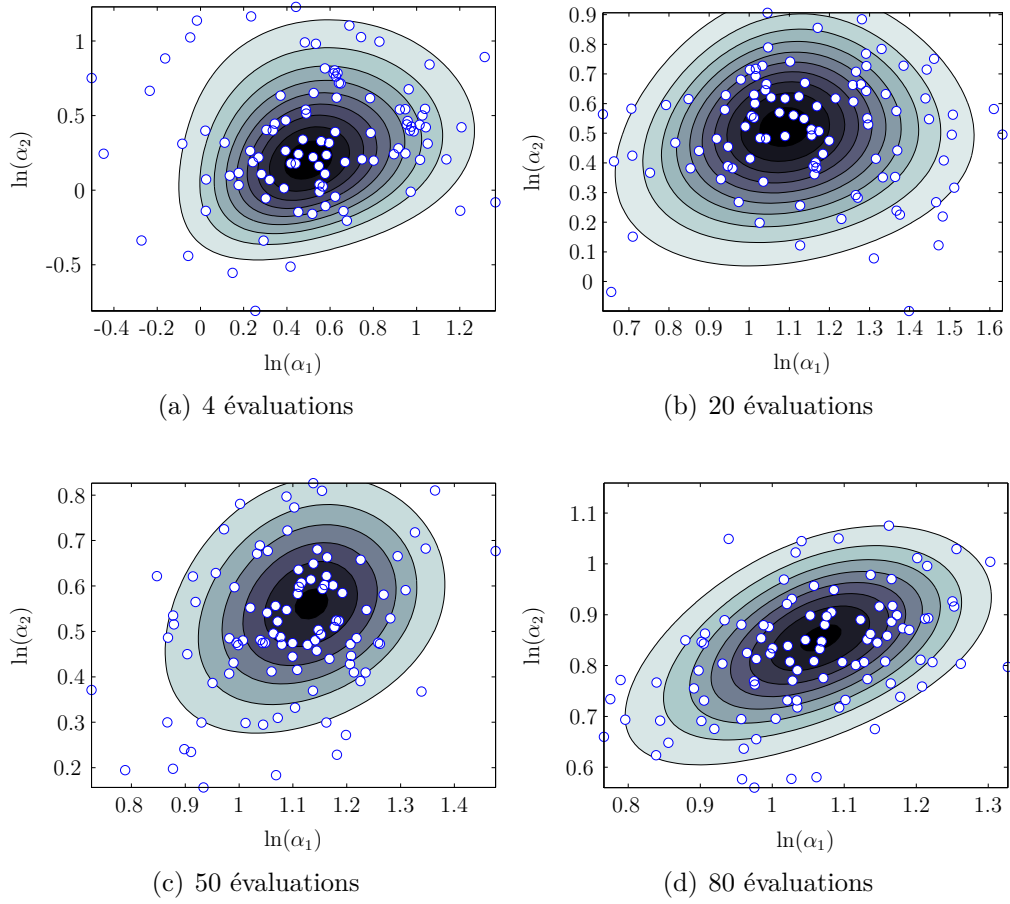 1
0.5
0
-0.5
ln(α₂)
-0.4 -0.2 0 0.2 0.4 0.6 0.8 1 1.2
ln(α₁)
(a) 4 évaluations
0.9
0.8
0.7
0.6
0.5
0.4
0.3
0.2
0.1
0
ln(α₂)
0.7 0.8 0.9 1 1.1 1.2 1.3 1.4 1.5 1.6
ln(α₁)
(b) 20 évaluations
0.8
0.7
0.6
0.5
0.4
0.3
0.2
ln(α₂)
0.8 0.9 1 1.1 1.2 1.3 1.4
ln(α₁)
(c) 50 évaluations
1.1
1
0.9
0.8
0.7
0.6
ln(α₂)
0.8 0.9 1 1.1 1.2 1.3
ln(α₁)
(d) 80 évaluations